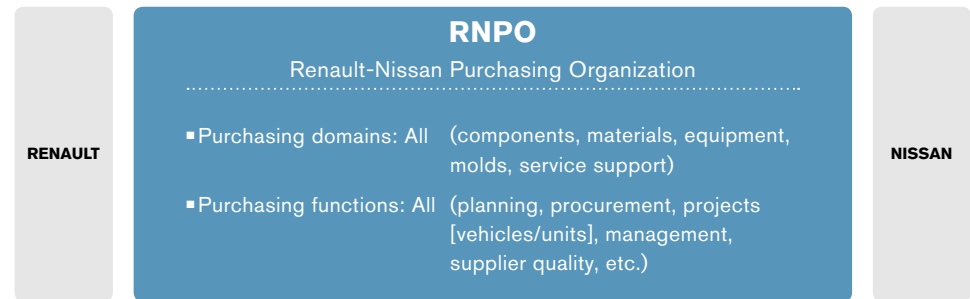 RENAULT
RNPO
Renault-Nissan Purchasing Organization
▪Purchasing domains: All (components, materials, equipment,
molds, service support)
▪Purchasing functions: All (planning, procurement, projects
[vehicles/units], management,
supplier quality, etc.)
NISSAN